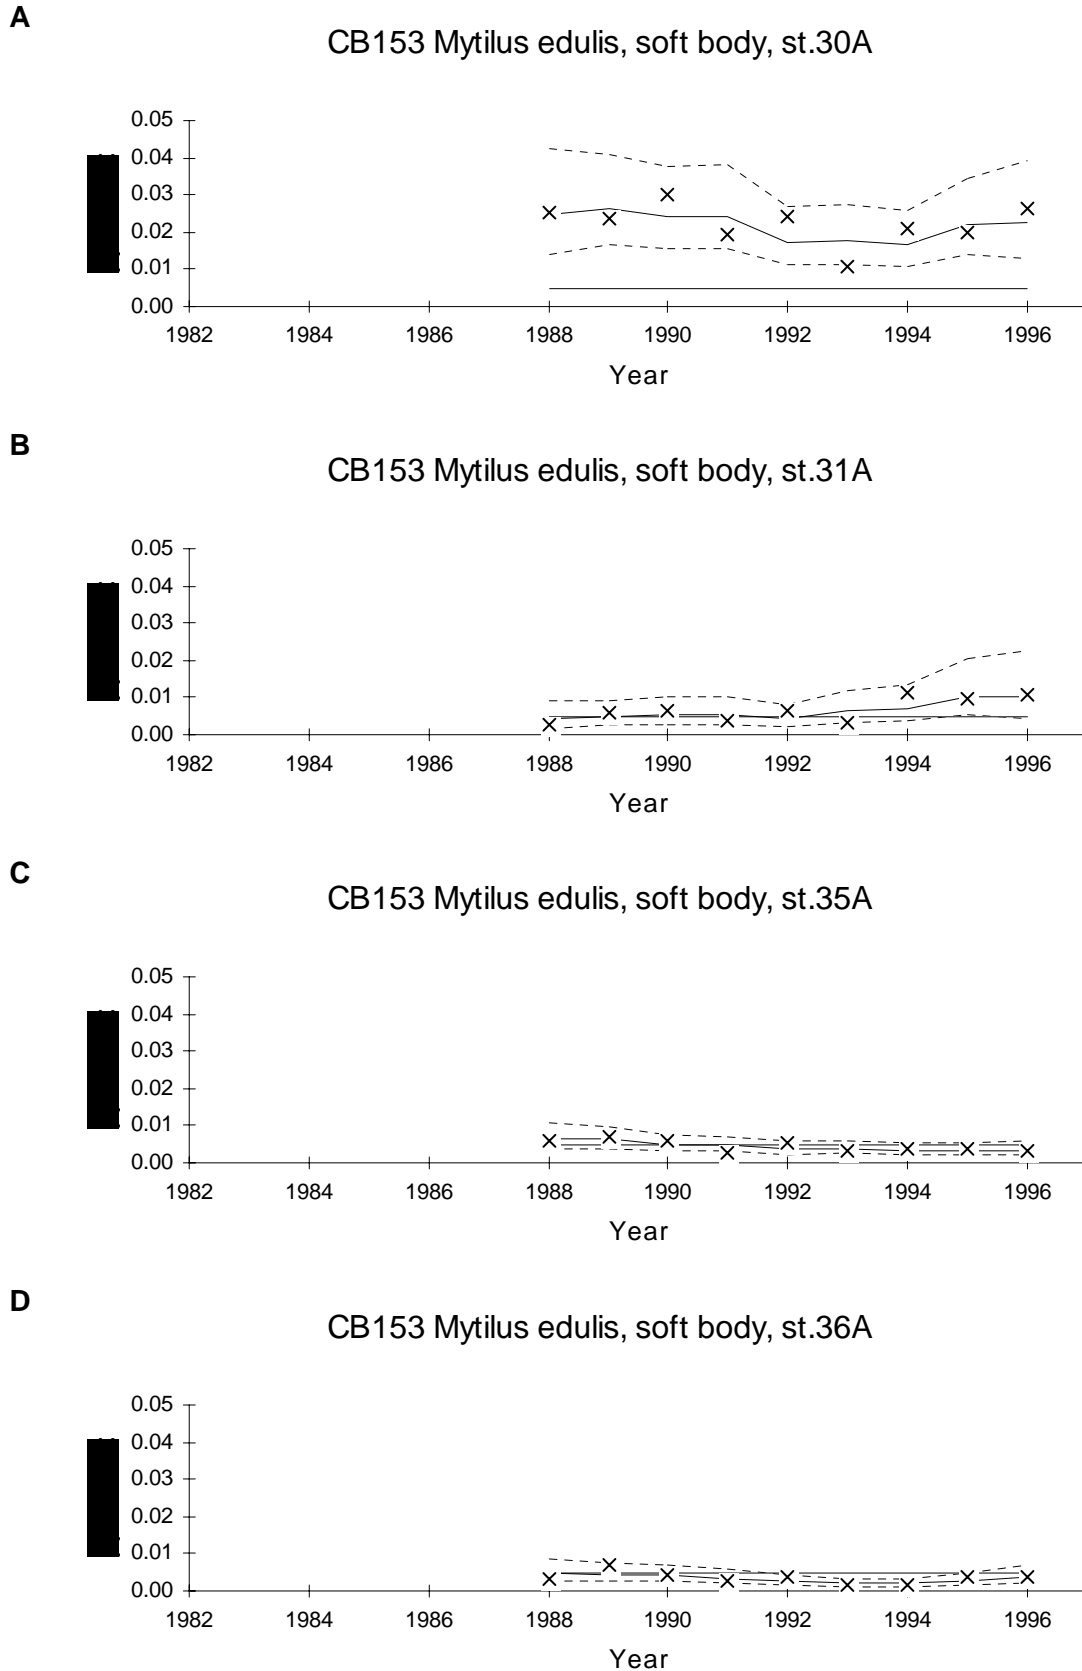 A
CB153 Mytilus edulis, soft body, st.30A
0.05
0.04
0.03
0.02
0.01
0.00
1982 1984 1986 1988 1990 1992 1994 1996
Year
B
CB153 Mytilus edulis, soft body, st.31A
0.05
0.04
0.03
0.02
0.01
0.00
1982 1984 1986 1988 1990 1992 1994 1996
Year
C
CB153 Mytilus edulis, soft body, st.35A
0.05
0.04
0.03
0.02
0.01
0.00
1982 1984 1986 1988 1990 1992 1994 1996
Year
D
CB153 Mytilus edulis, soft body, st.36A
0.05
0.04
0.03
0.02
0.01
0.00
1982 1984 1986 1988 1990 1992 1994 1996
Year